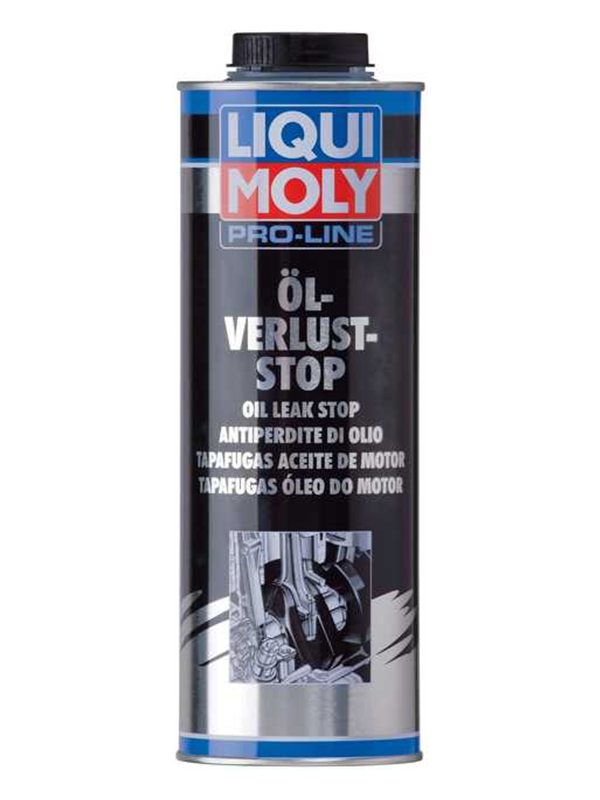 LIQUI
MOLY
PRO-LINE
ÖL-
VERLUST-
STOP
OIL LEAK STOP
ANTIPERDITE DI OLIO
TAPAFUGAS ACEITE DE MOTOR
TAPAFUGAS ÓLEO DO MOTOR